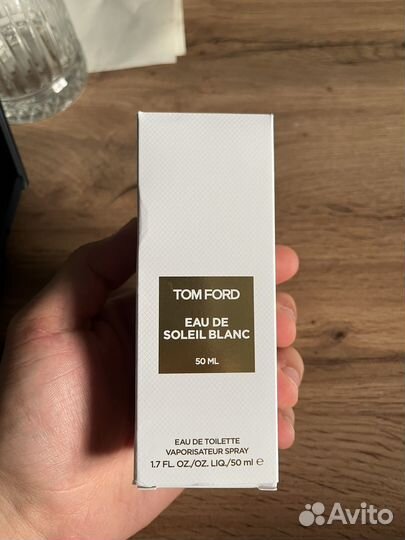 TOM FORD
EAU DE
SOLEIL BLANC
50 ML
EAU DE TOILETTE
VAPORISATEUR SPRAY
1.7 FL. OZ./OZ. LIQ./50 ml ℮
Avito